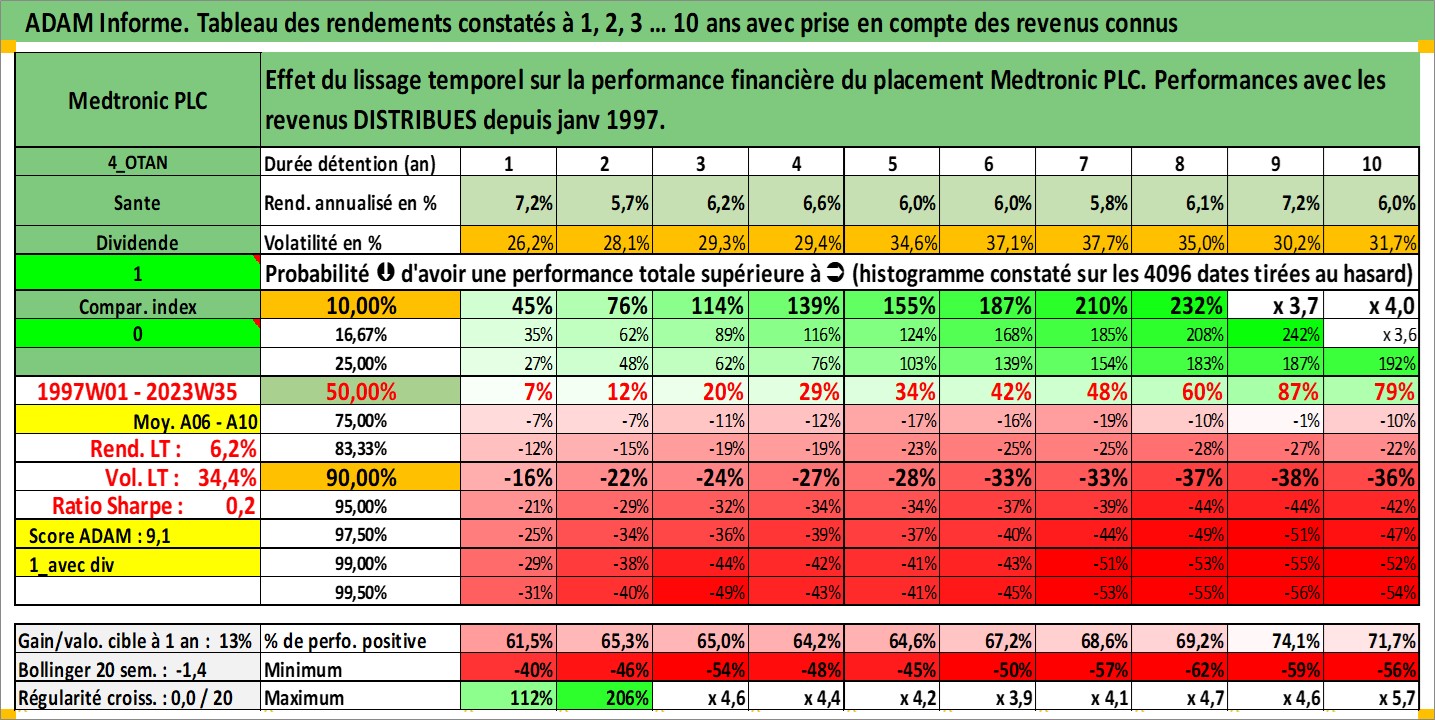 ADAM Informe. Tableau des rendements constatés à 1, 2, 3 ... 10 ans avec prise en compte des revenus connus
Medtronic PLC
Effet du lissage temporel sur la performance financière du placement Medtronic PLC. Performances avec les
revenus DISTRIBUES depuis janv 1997.
4_OTAN Durée détention (an) 1 2 3 4 5 6 7 8 9 10
Sante Rend. annualisé en % 7,2% 5,7% 6,2% 6,6% 6,0% 6,0% 5,8% 6,1% 7,2% 6,0%
Dividende Volatilité en % 26,2% 28,1% 29,3% 29,4% 34,6% 37,1% 37,7% 35,0% 30,2% 31,7%
1 Probabilité d'avoir une performance totale supérieure à (histogramme constaté sur les 4096 dates tirées au hasard)
Compar. index 10,00% 45% 76% 114% 139% 155% 187% 210% 232% x 3,7 x 4,0
0 16,67% 35% 62% 89% 116% 124% 168% 185% 208% 242% x 3,6
25,00% 27% 48% 62% 76% 103% 139% 154% 183% 187% 192%
1997W01 - 2023W35 50,00% 7% 12% 20% 29% 34% 42% 48% 60% 87% 79%
Moy. A06 - A10 75,00% -7% -7% -11% -12% -17% -16% -19% -10% -1% -10%
Rend. LT : 6,2% 83,33% -12% -15% -19% -19% -23% -25% -25% -28% -27% -22%
Vol. LT : 34,4% 90,00% -16% -22% -24% -27% -28% -33% -33% -37% -38% -36%
Ratio Sharpe : 0,2 95,00% -21% -29% -32% -34% -34% -37% -39% -44% -44% -42%
Score ADAM : 9,1 97,50% -25% -34% -36% -39% -37% -40% -44% -49% -51% -47%
1_avec div 99,00% -29% -38% -44% -42% -41% -43% -51% -53% -55% -52%
99,50% -31% -40% -49% -43% -41% -45% -53% -55% -56% -54%
Gain/valo. cible à 1 an : 13% % de perfo. positive 61,5% 65,3% 65,0% 64,2% 64,6% 67,2% 68,6% 69,2% 74,1% 71,7%
Bollinger 20 sem. : -1,4 Minimum -40% -46% -54% -48% -45% -50% -57% -62% -59% -56%
Régularité croiss. : 0,0 / 20 Maximum 112% 206% x 4,6 x 4,4 x 4,2 x 3,9 x 4,1 x 4,7 x 4,6 x 5,7